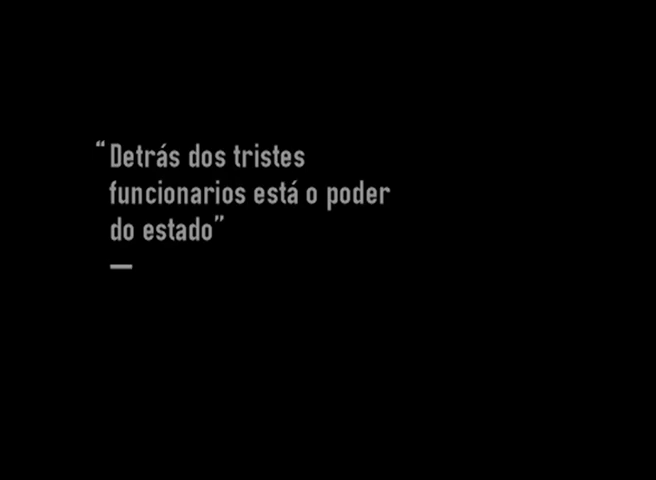 “Detrás dos tristes
funcionarios está o poder
do estado”
—